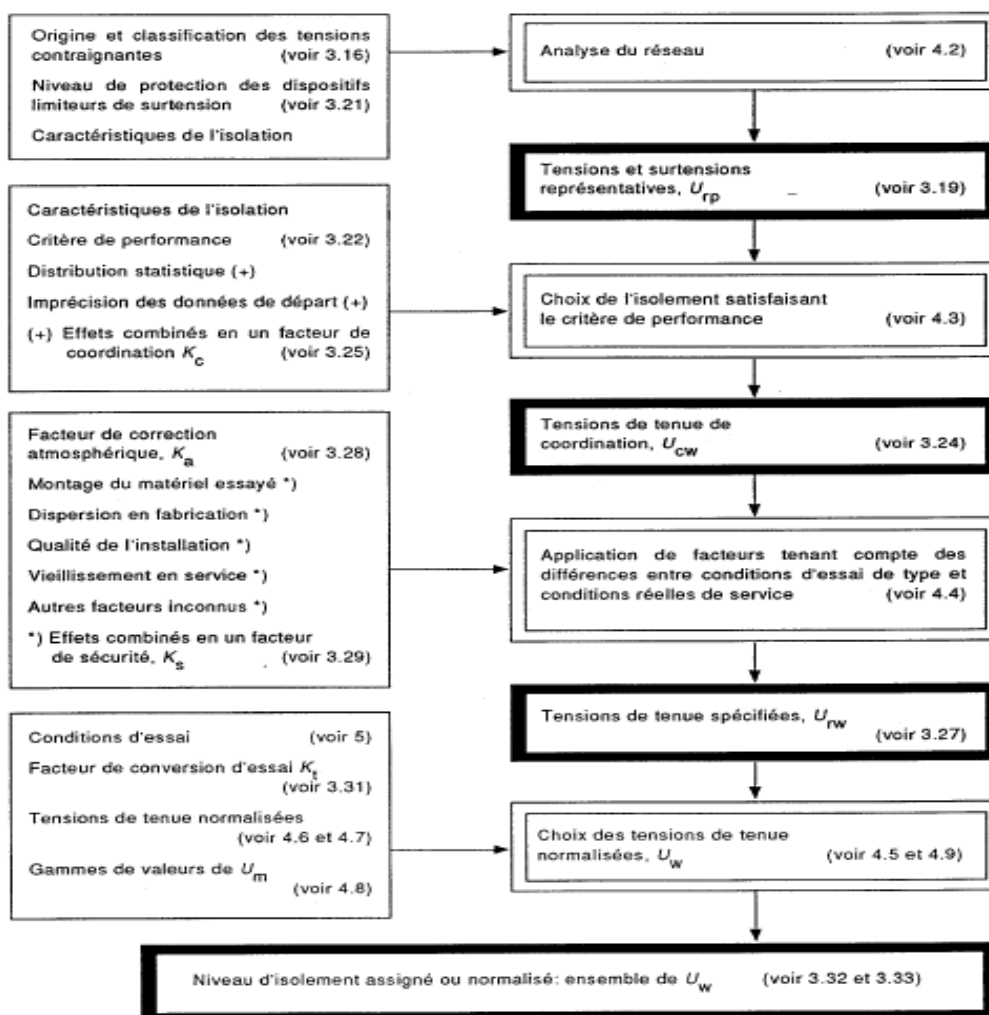 Origine et classification des tensions
contraignantes (voir 3.16)
Niveau de protection des dispositifs
limiteurs de surtension (voir 3.21)
Caractéristiques de l'isolation
Analyse du réseau (voir 4.2)
Tensions et surtensions
représentatives, U_rp (voir 3.19)
Caractéristiques de l'isolation
Critère de performance (voir 3.22)
Distribution statistique (+)
Imprécision des données de départ (+)
(+) Effets combinés en un facteur de
coordination K_c (voir 3.25)
Choix de l'isolement satisfaisant
le critère de performance (voir 4.3)
Tensions de tenue de
coordination, U_cw (voir 3.24)
Facteur de correction
atmosphérique, K_a (voir 3.28)
Montage du matériel essayé *)
Dispersion en fabrication *)
Qualité de l'installation *)
Vieillissement en service *)
Autres facteurs inconnus *)
*) Effets combinés en un facteur
de sécurité, K_s (voir 3.29)
Application de facteurs tenant compte des
différences entre conditions d'essai de type et
conditions réelles de service (voir 4.4)
Tensions de tenue spécifiées, U_rw
(voir 3.27)
Conditions d'essai (voir 5)
Facteur de conversion d'essai K_t
(voir 3.31)
Tensions de tenue normalisées
(voir 4.6 et 4.7)
Gammes de valeurs de U_m
(voir 4.8)
Choix des tensions de tenue
normalisées, U_w (voir 4.5 et 4.9)
Niveau d'isolement assigné ou normalisé: ensemble de U_w (voir 3.32 et 3.33)